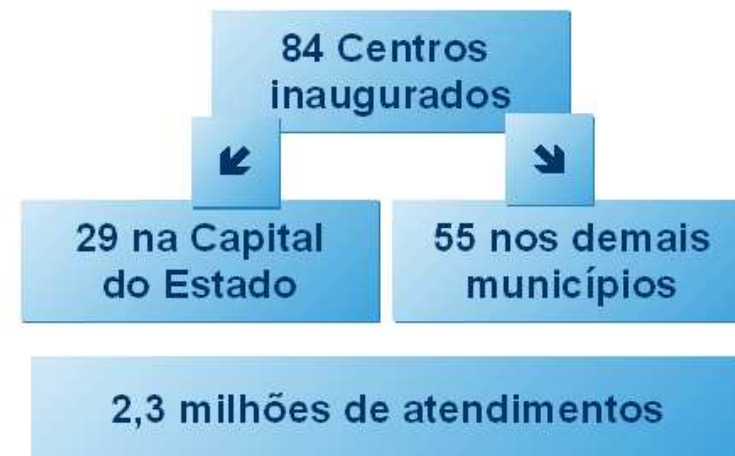 84 Centros
inaugurados
29 na Capital
do Estado
55 nos demais
municípios
2,3 milhões de atendimentos